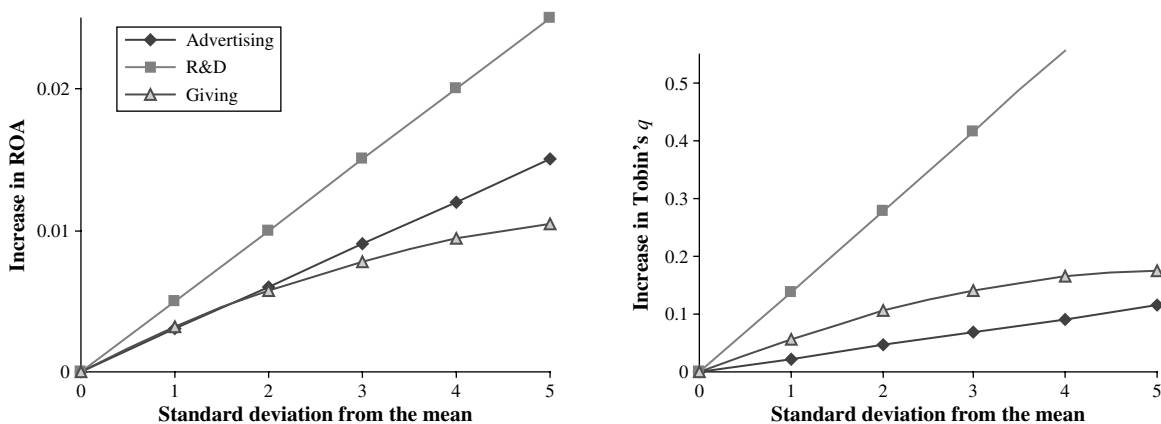 Advertising
R&D
Giving
0.02
0.01
0
0 1 2 3 4 5
Increase in ROA
Standard deviation from the mean
0.5
0.4
0.3
0.2
0.1
0
0 1 2 3 4 5
Increase in Tobin's q
Standard deviation from the mean